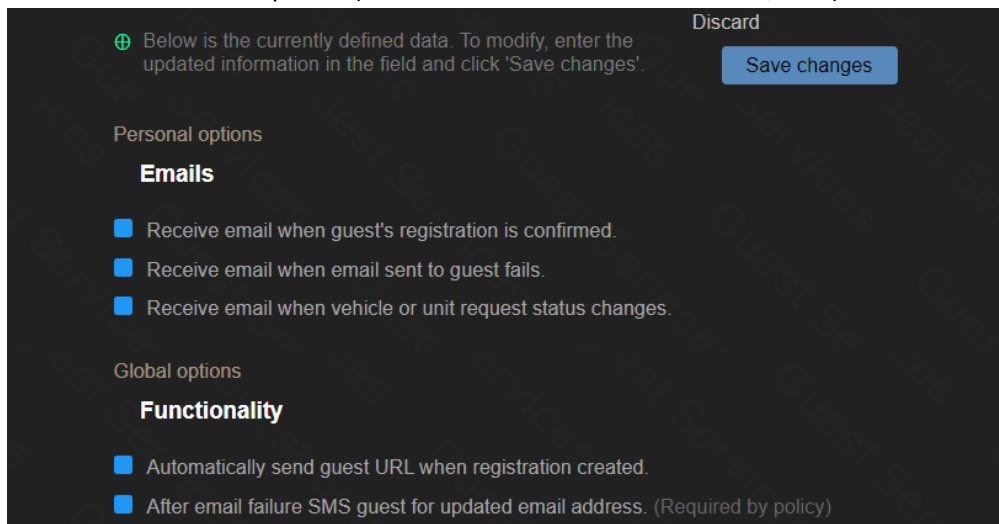 Discard
Below is the currently defined data. To modify, enter the
updated information in the field and click 'Save changes'.
Save changes
Personal options
Emails
Receive email when guest's registration is confirmed.
Receive email when email sent to guest fails.
Receive email when vehicle or unit request status changes.
Global options
Functionality
Automatically send guest URL when registration created.
After email failure SMS guest for updated email address. (Required by policy)